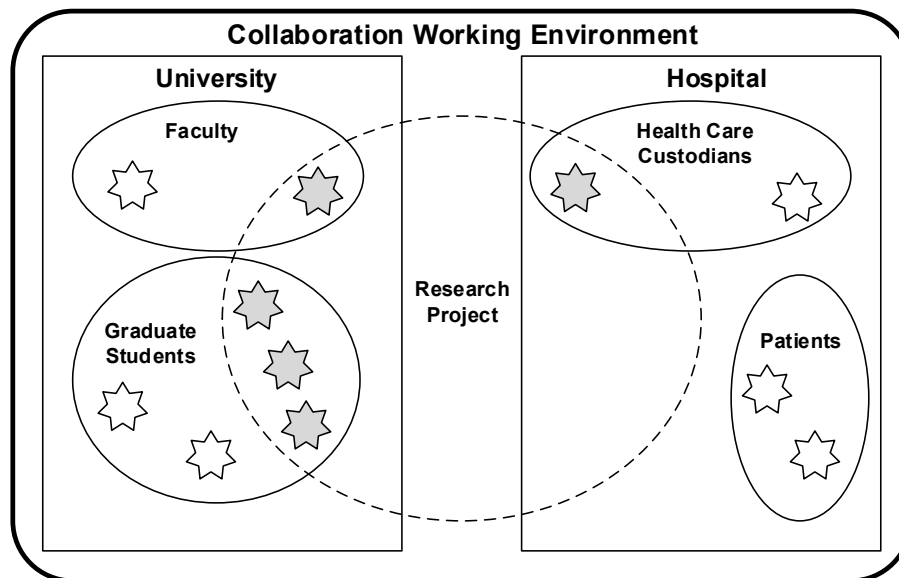 Collaboration Working Environment
University
Hospital
Faculty
Health Care
Custodians
Research
Project
Graduate
Students
Patients